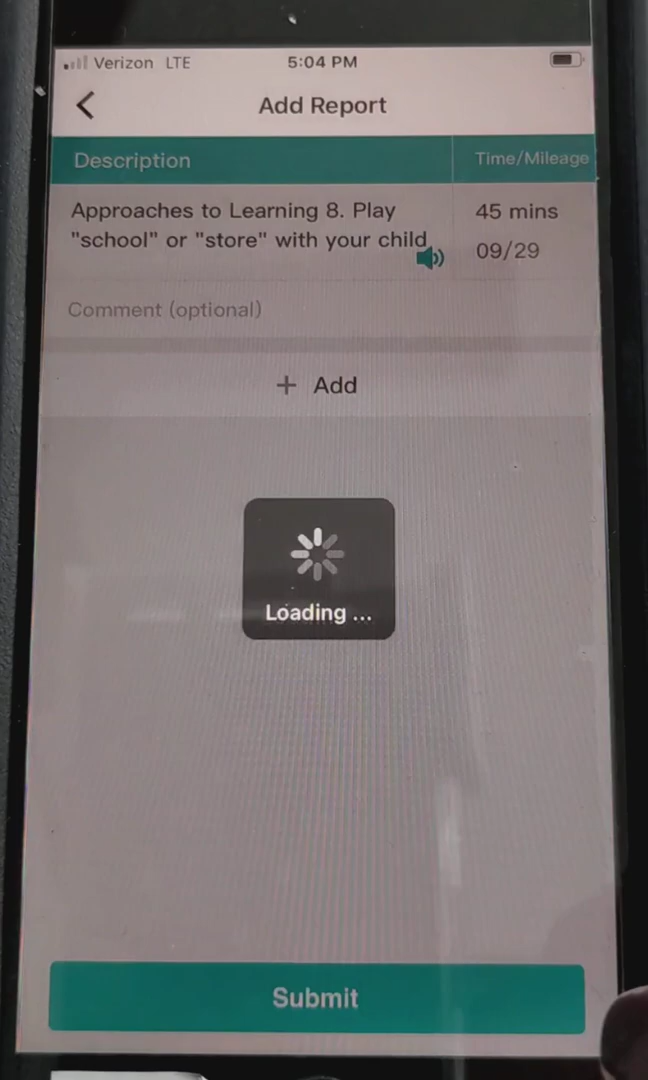 Verizon LTE 5:04 PM
Add Report
Description Time/Mileage
Approaches to Learning 8. Play 45 mins
"school" or "store" with your child 09/29
Comment (optional)
+ Add
Loading ...
Submit